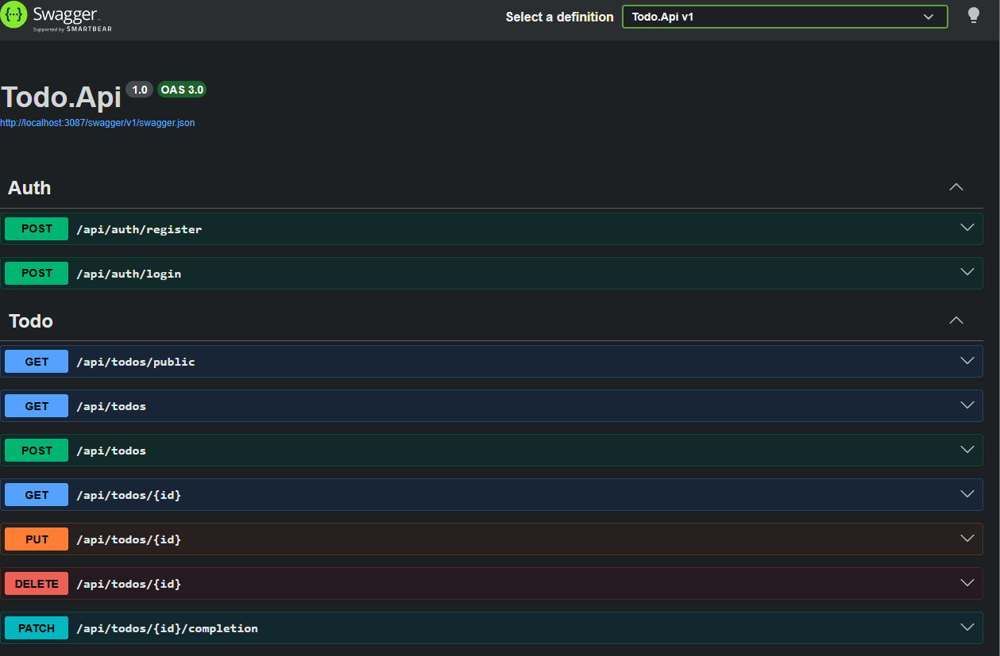 Swagger
Supported by SMARTBEAR
Select a definition
Todo.Api v1
Todo.Api 1.0 OAS 3.0
http://localhost:3087/swagger/v1/swagger.json
Auth
POST /api/auth/register
POST /api/auth/login
Todo
GET /api/todos/public
GET /api/todos
POST /api/todos
GET /api/todos/{id}
PUT /api/todos/{id}
DELETE /api/todos/{id}
PATCH /api/todos/{id}/completion